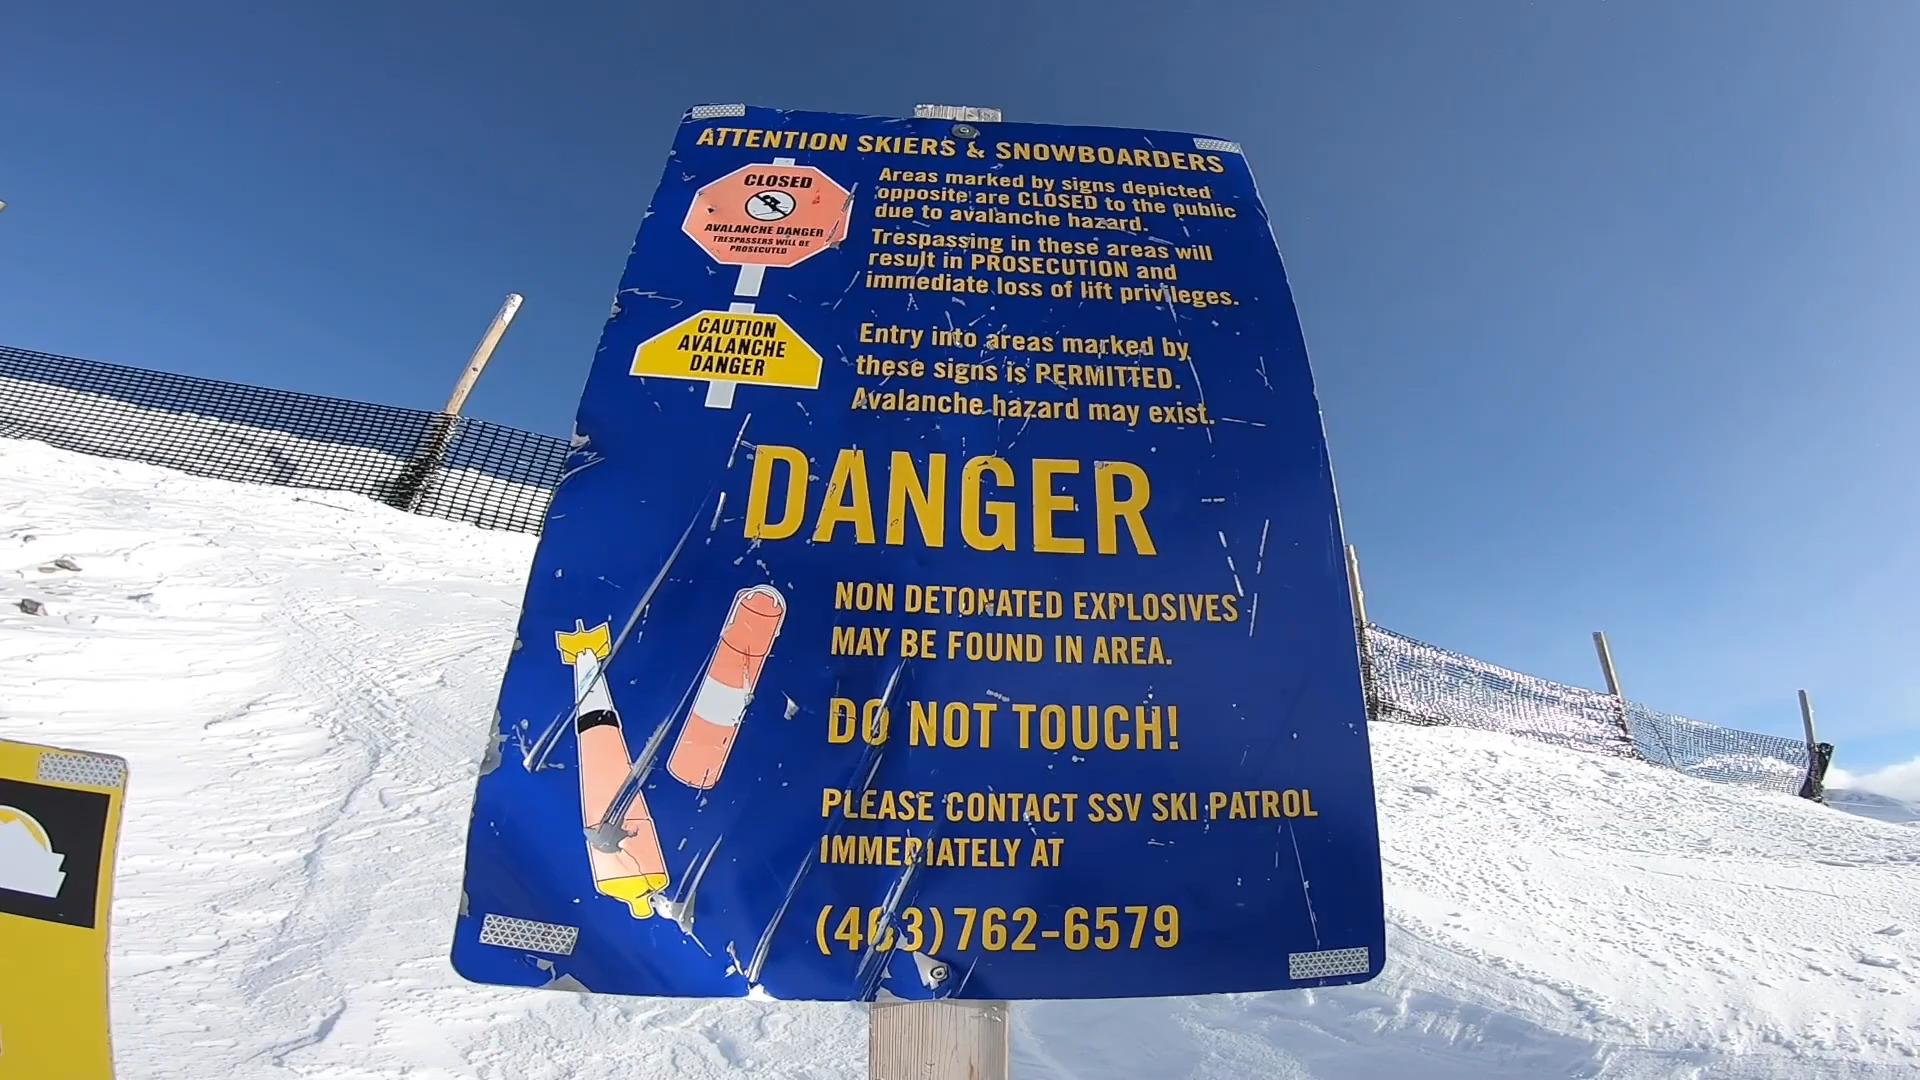 ATTENTION SKIERS & SNOWBOARDERS
CLOSED
AVALANCHE DANGER
TRESPASSERS WILL BE
PROSECUTED
Areas marked by signs depicted
opposite are CLOSED to the public
due to avalanche hazard.
Trespassing in these areas will
result in PROSECUTION and
immediate loss of lift privileges.
CAUTION
AVALANCHE
DANGER
Entry into areas marked by
these signs is PERMITTED.
Avalanche hazard may exist.
DANGER
NON DETONATED EXPLOSIVES
MAY BE FOUND IN AREA.
DO NOT TOUCH!
PLEASE CONTACT SSV SKI PATROL
IMMEDIATELY AT
(403)762-6579